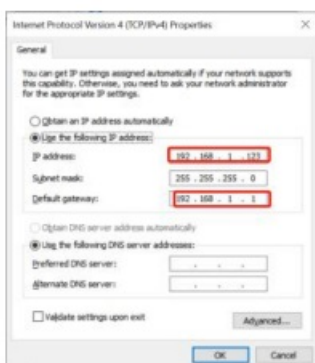 Internet Protocol Version 4 (TCP/IPv4) Properties
General
You can get IP settings assigned automatically if your network supports
this capability. Otherwise, you need to ask your network administrator
for the appropriate IP settings.
Obtain an IP address automatically
Use the following IP address:
IP address: 192 . 168 . 1 . 123
Subnet mask: 255 . 255 . 255 . 0
Default gateway: 192 . 168 . 1 . 1
Obtain DNS server address automatically
Use the following DNS server addresses:
Preferred DNS server: . . .
Alternate DNS server: . . .
Validate settings upon exit
Advanced...
OK Cancel